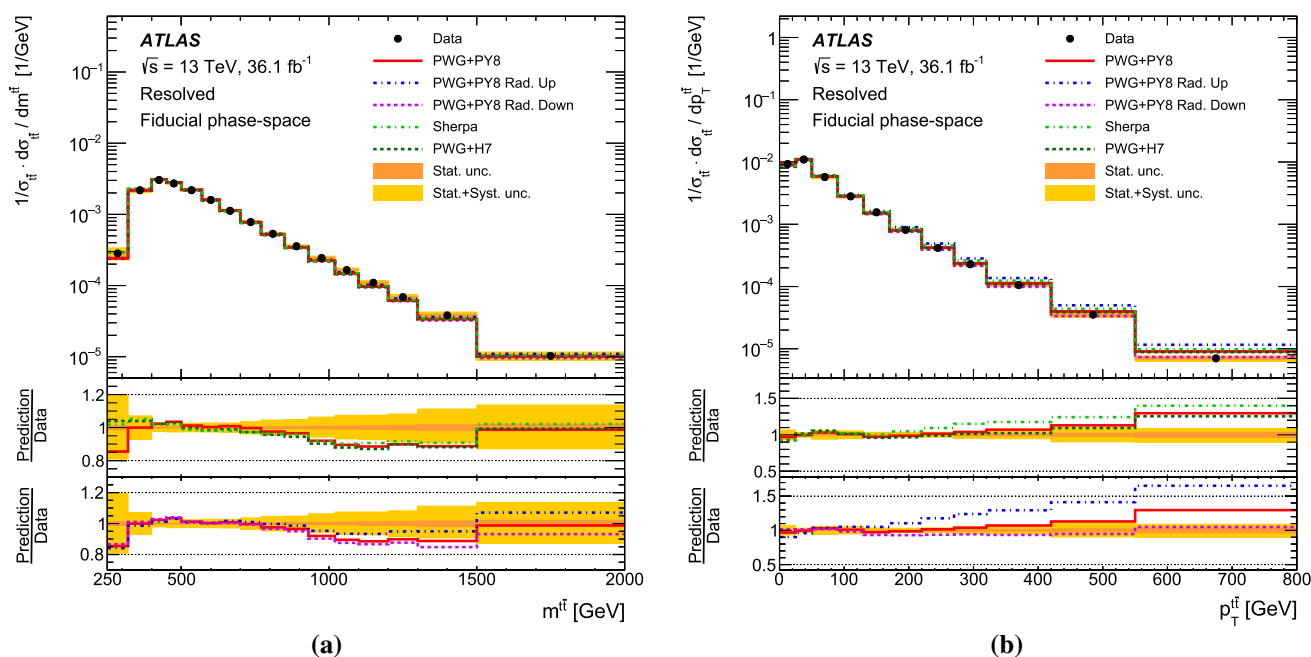 1/σ_tt̄ · dσ_tt̄ / dm^tt̄ [1/GeV]
ATLAS
√s = 13 TeV, 36.1 fb⁻¹
Resolved
Fiducial phase-space
Data
PWG+PY8
PWG+PY8 Rad. Up
PWG+PY8 Rad. Down
Sherpa
PWG+H7
Stat. unc.
Stat.+Syst. unc.
10⁻¹
10⁻²
10⁻³
10⁻⁴
10⁻⁵
Prediction
Data
1.2
1
0.8
Prediction
Data
1.2
1
0.8
250 500 1000 1500 2000
m^tt̄ [GeV]
(a)
1/σ_tt̄ · dσ_tt̄ / dp_T^tt̄ [1/GeV]
ATLAS
√s = 13 TeV, 36.1 fb⁻¹
Resolved
Fiducial phase-space
Data
PWG+PY8
PWG+PY8 Rad. Up
PWG+PY8 Rad. Down
Sherpa
PWG+H7
Stat. unc.
Stat.+Syst. unc.
1
10⁻¹
10⁻²
10⁻³
10⁻⁴
10⁻⁵
Prediction
Data
1.5
1
0.5
Prediction
Data
1.5
1
0.5
0 100 200 300 400 500 600 700 800
p_T^tt̄ [GeV]
(b)